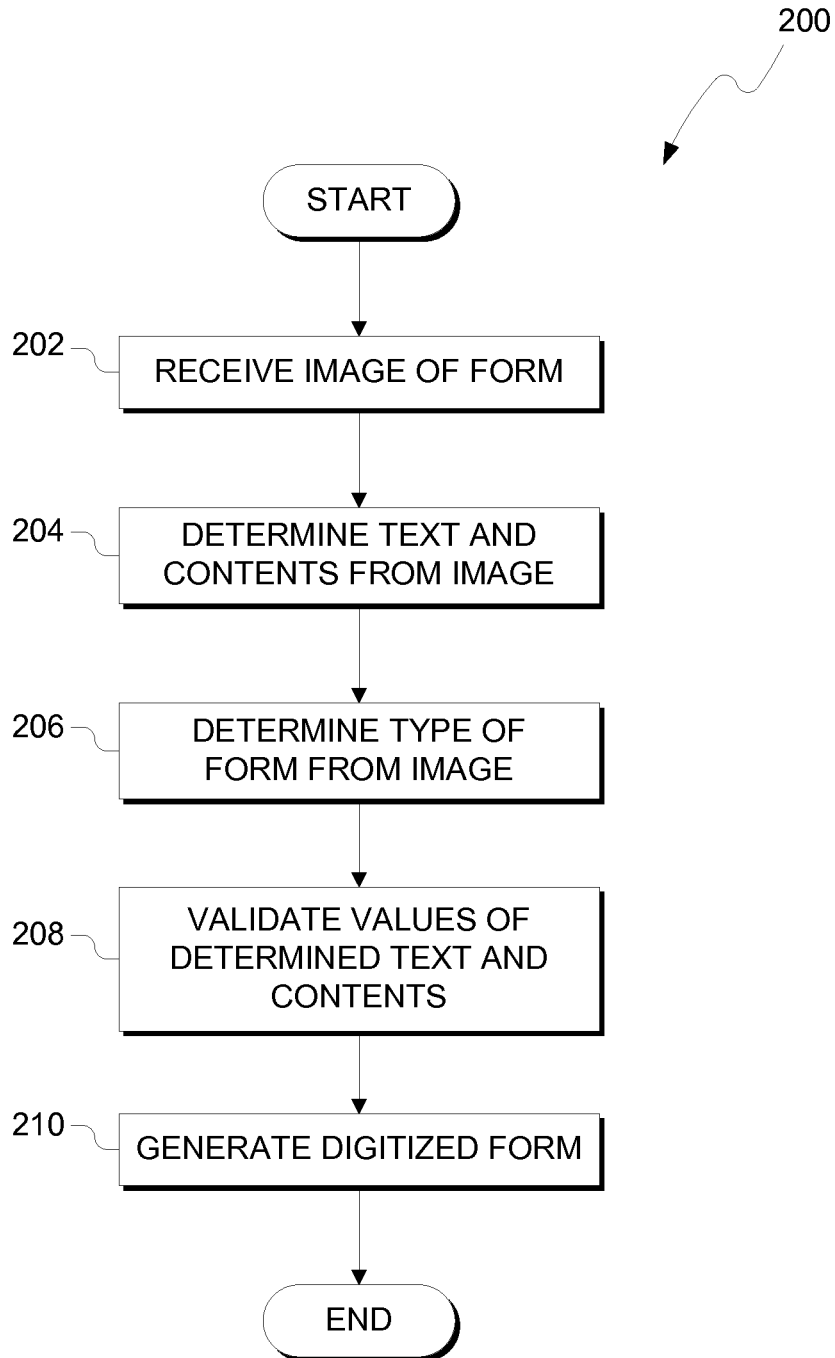 200
START
202
RECEIVE IMAGE OF FORM
204
DETERMINE TEXT AND
CONTENTS FROM IMAGE
206
DETERMINE TYPE OF
FORM FROM IMAGE
208
VALIDATE VALUES OF
DETERMINED TEXT AND
CONTENTS
210
GENERATE DIGITIZED FORM
END